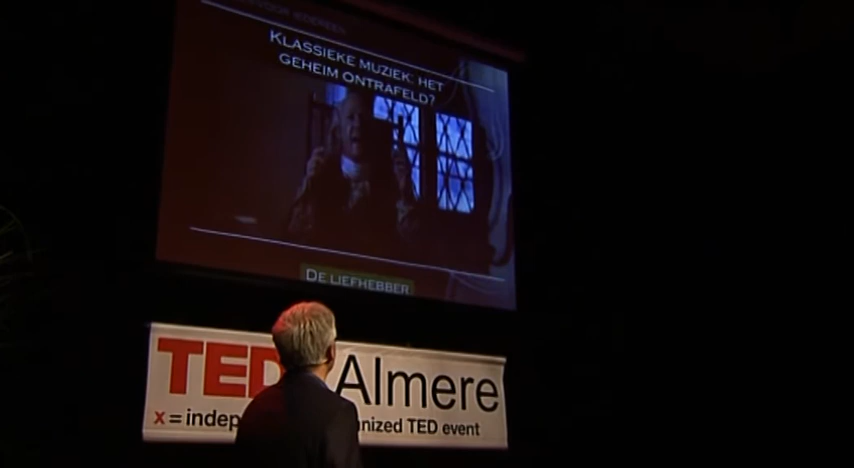 KLASSIEKE MUZIEK: HET
GEHEIM ONTRAFELD?
DE LIEFHEBBER
TED Almere
x = indep nized TED event